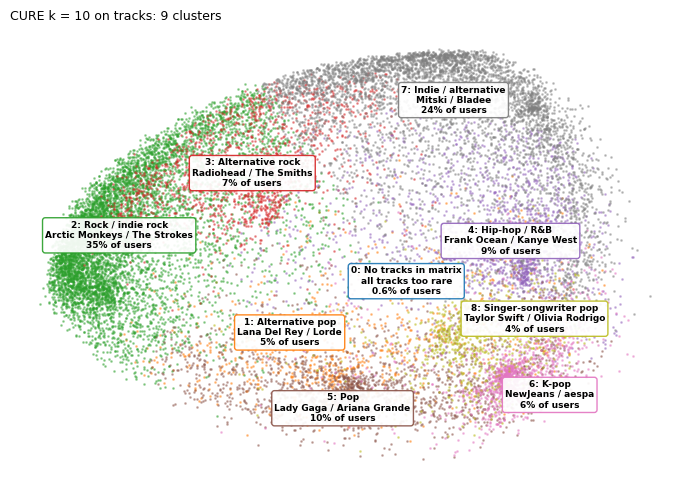 CURE k = 10 on tracks: 9 clusters
7: Indie / alternative
Mitski / Bladee
24% of users
3: Alternative rock
Radiohead / The Smiths
7% of users
2: Rock / indie rock
Arctic Monkeys / The Strokes
35% of users
4: Hip-hop / R&B
Frank Ocean / Kanye West
9% of users
0: No tracks in matrix
all tracks too rare
0.6% of users
1: Alternative pop
Lana Del Rey / Lorde
5% of users
8: Singer-songwriter pop
Taylor Swift / Olivia Rodrigo
4% of users
6: K-pop
NewJeans / aespa
6% of users
5: Pop
Lady Gaga / Ariana Grande
10% of users